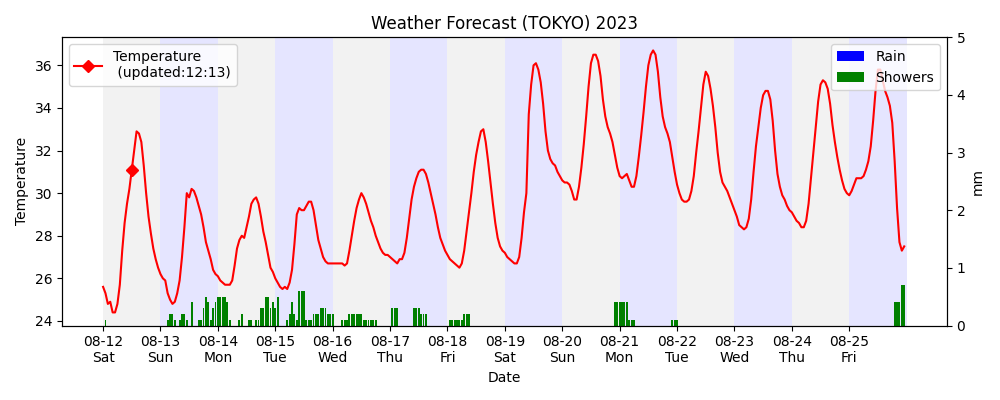 Weather Forecast (TOKYO) 2023
Temperature
(updated:12:13)
Rain
Showers
Temperature
36
34
32
30
28
26
24
5
4
3
2
1
0
mm
08-12 08-13 08-14 08-15 08-16 08-17 08-18 08-19 08-20 08-21 08-22 08-23 08-24 08-25
Sat Sun Mon Tue Wed Thu Fri Sat Sun Mon Tue Wed Thu Fri
Date